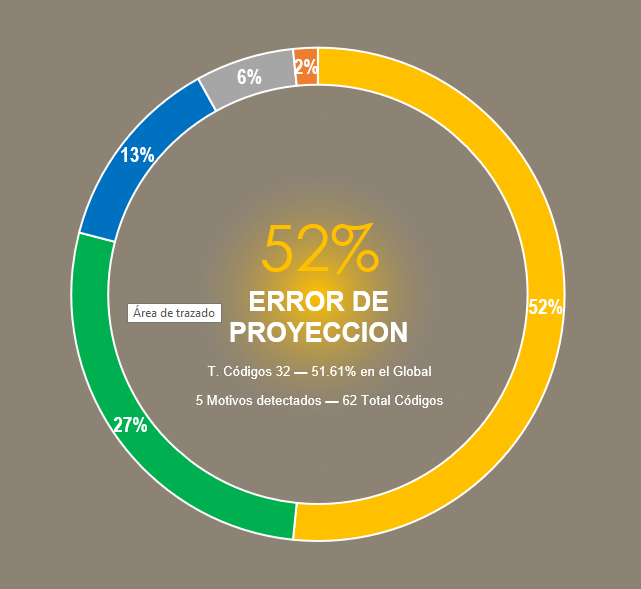 2%
6%
13%
52%
ERROR DE
PROYECCION
52%
Área de trazado
T. Códigos 32 — 51.61% en el Global
5 Motivos detectados — 62 Total Códigos
27%